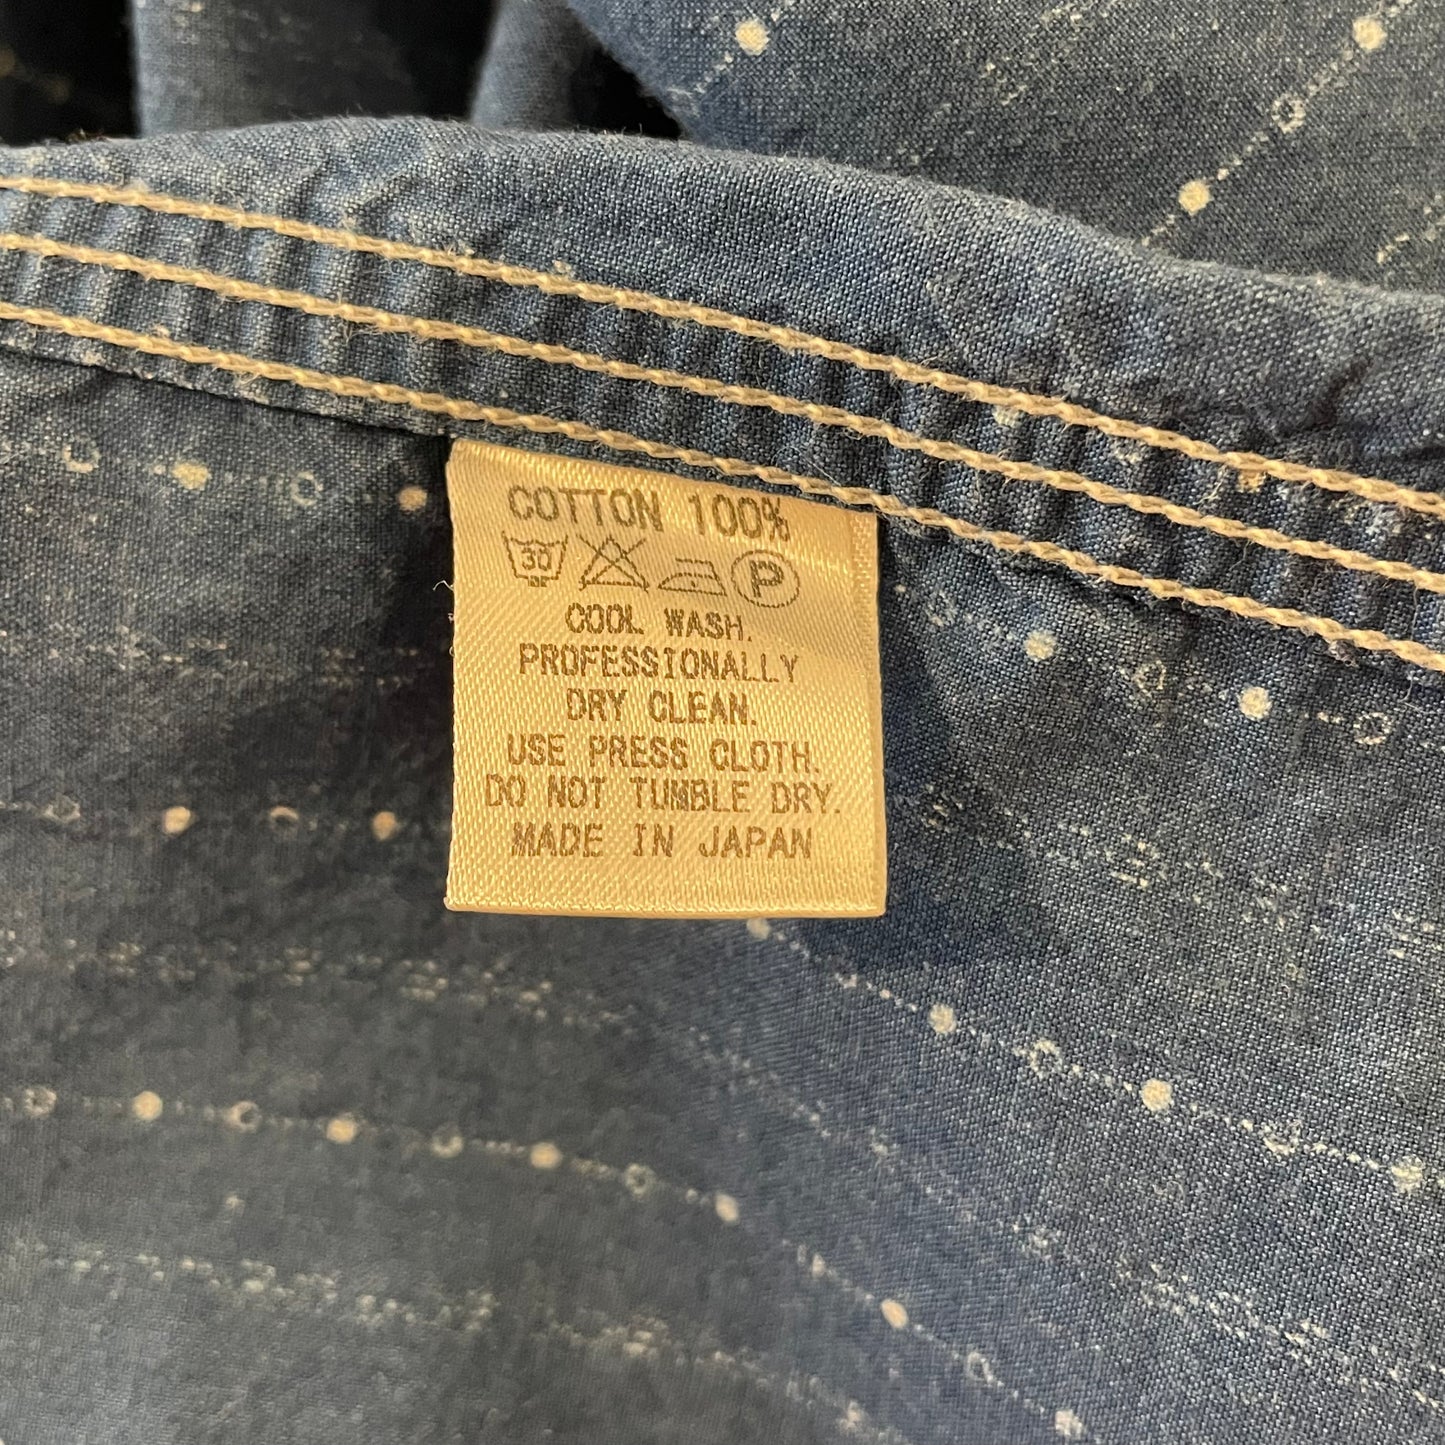 COTTON 100%
30 P
COOL WASH.
PROFESSIONALLY
DRY CLEAN.
USE PRESS CLOTH.
DO NOT TUMBLE DRY.
MADE IN JAPAN